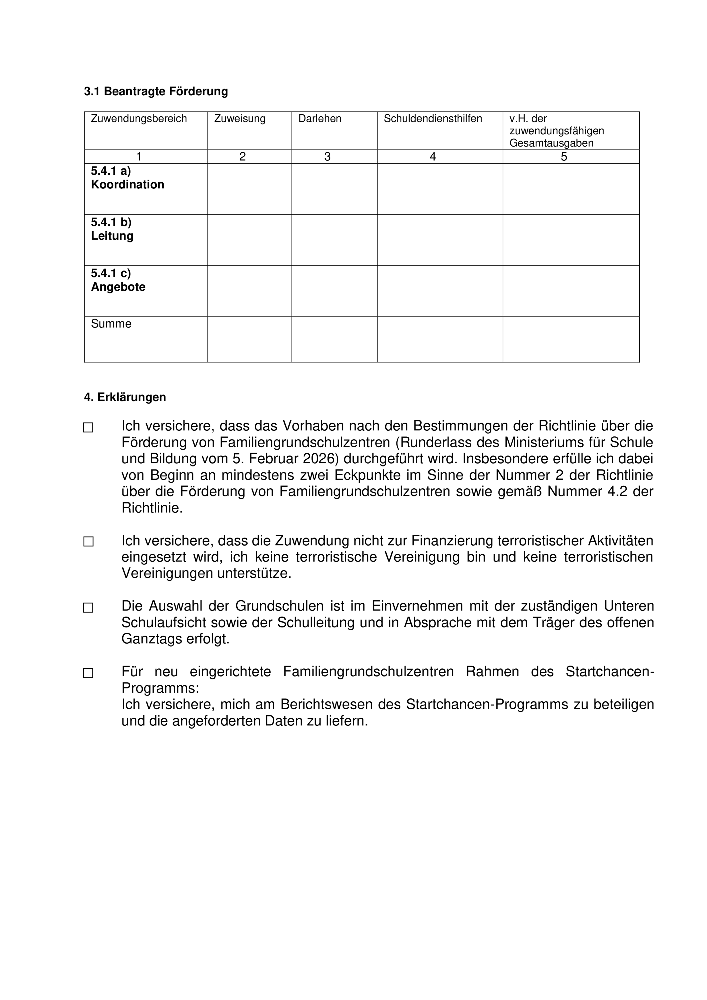 3.1 Beantragte Förderung
Zuwendungsbereich Zuweisung Darlehen Schuldendiensthilfen v.H. der
zuwendungsfähigen
Gesamtausgaben
1 2 3 4 5
5.4.1 a)
Koordination
5.4.1 b)
Leitung
5.4.1 c)
Angebote
Summe
4. Erklärungen
Ich versichere, dass das Vorhaben nach den Bestimmungen der Richtlinie über die
Förderung von Familiengrundschulzentren (Runderlass des Ministeriums für Schule
und Bildung vom 5. Februar 2026) durchgeführt wird. Insbesondere erfülle ich dabei
von Beginn an mindestens zwei Eckpunkte im Sinne der Nummer 2 der Richtlinie
über die Förderung von Familiengrundschulzentren sowie gemäß Nummer 4.2 der
Richtlinie.
Ich versichere, dass die Zuwendung nicht zur Finanzierung terroristischer Aktivitäten
eingesetzt wird, ich keine terroristische Vereinigung bin und keine terroristischen
Vereinigungen unterstütze.
Die Auswahl der Grundschulen ist im Einvernehmen mit der zuständigen Unteren
Schulaufsicht sowie der Schulleitung und in Absprache mit dem Träger des offenen
Ganztags erfolgt.
Für neu eingerichtete Familiengrundschulzentren Rahmen des Startchancen-
Programms:
Ich versichere, mich am Berichtswesen des Startchancen-Programms zu beteiligen
und die angeforderten Daten zu liefern.